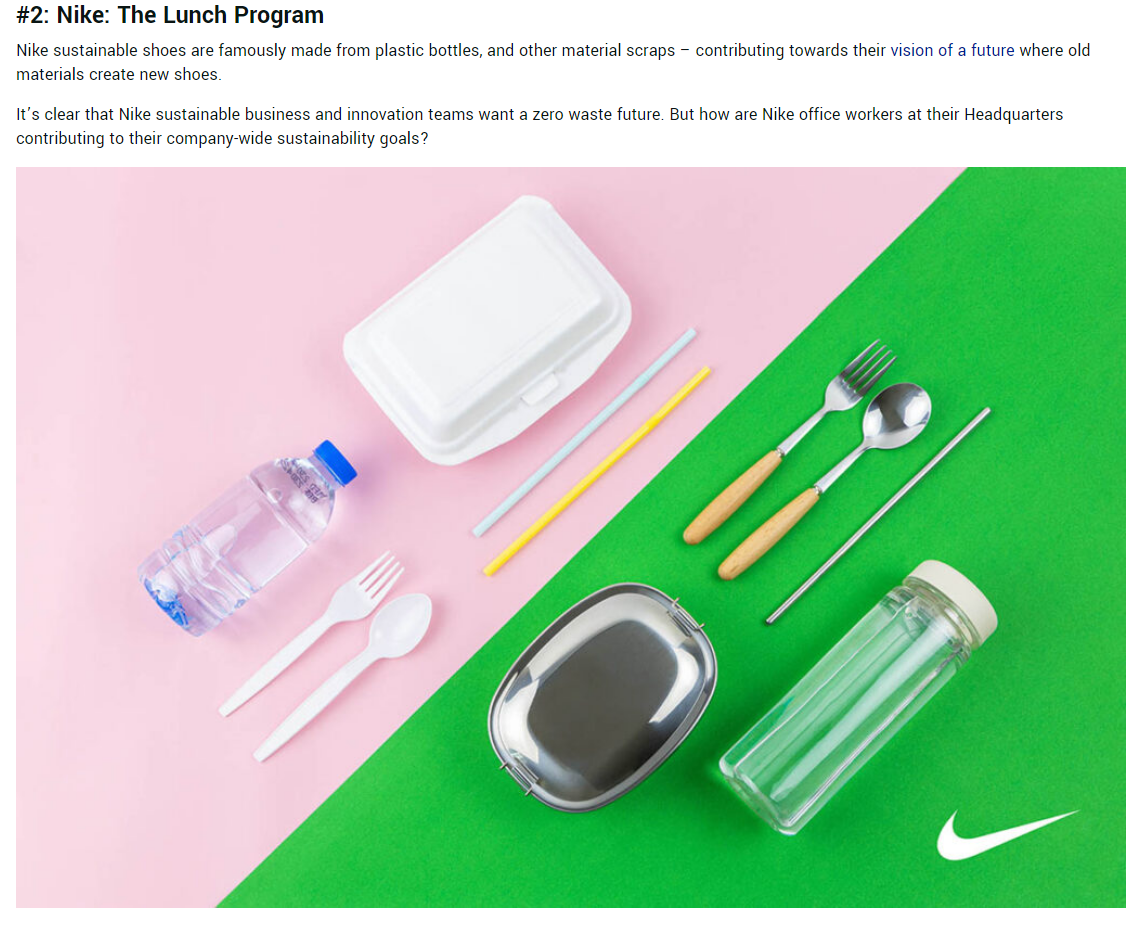 #2: Nike: The Lunch Program
Nike sustainable shoes are famously made from plastic bottles, and other material scraps – contributing towards their vision of a future where old
materials create new shoes.
It’s clear that Nike sustainable business and innovation teams want a zero waste future. But how are Nike office workers at their Headquarters
contributing to their company-wide sustainability goals?